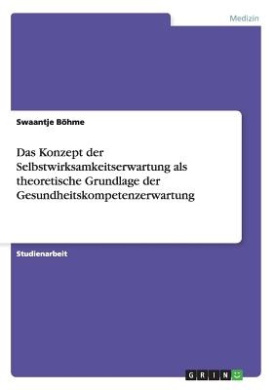 Medizin
Swaantje Böhme
Das Konzept der
Selbstwirksamkeitserwartung als
theoretische Grundlage der
Gesundheitskompetenzerwartung
Studienarbeit
GRIN